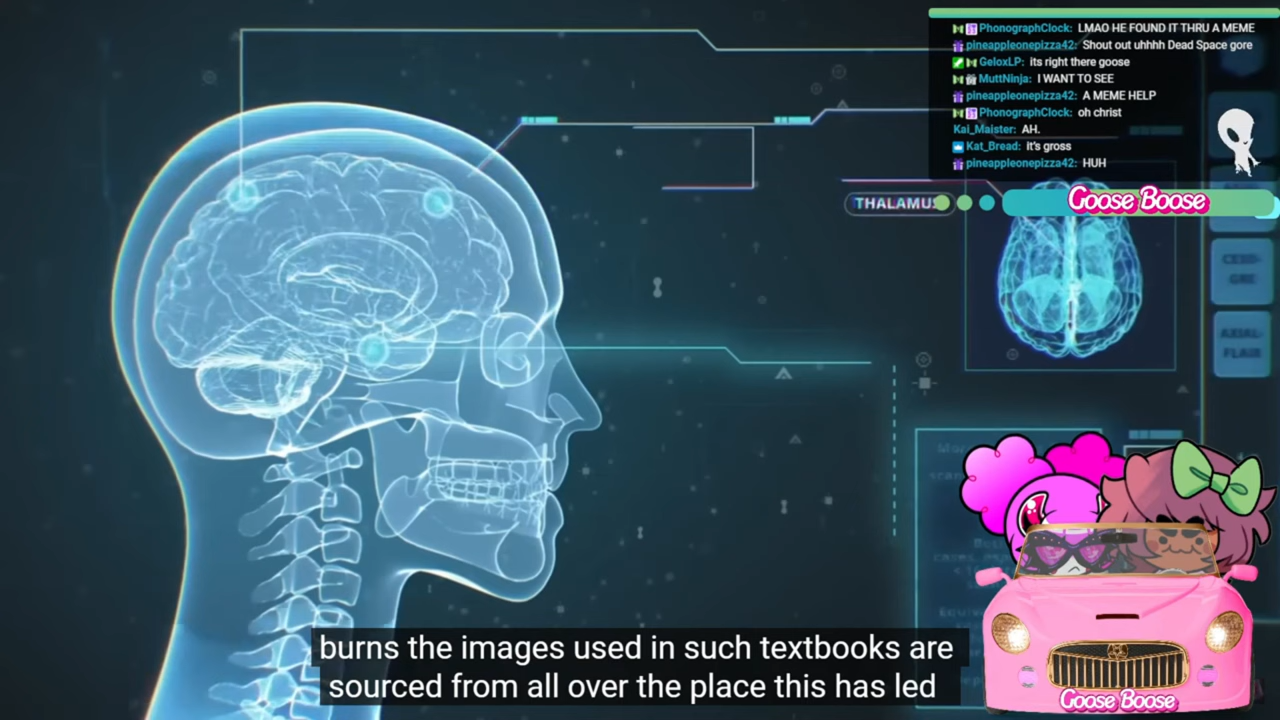 PhonographClock: LMAO HE FOUND IT THRU A MEME
pineappleonepizza42: Shout out uhhhh Dead Space gore
GeloxLP: its right there goose
MuttNinja: I WANT TO SEE
pineappleonepizza42: A MEME HELP
PhonographClock: oh christ
Kai_Maister: AH.
Kat_Bread: it's gross
pineappleonepizza42: HUH
THALAMUS
Goose Boose
AXIAL-
FLAIR
Goose Boose
burns the images used in such textbooks are
sourced from all over the place this has led